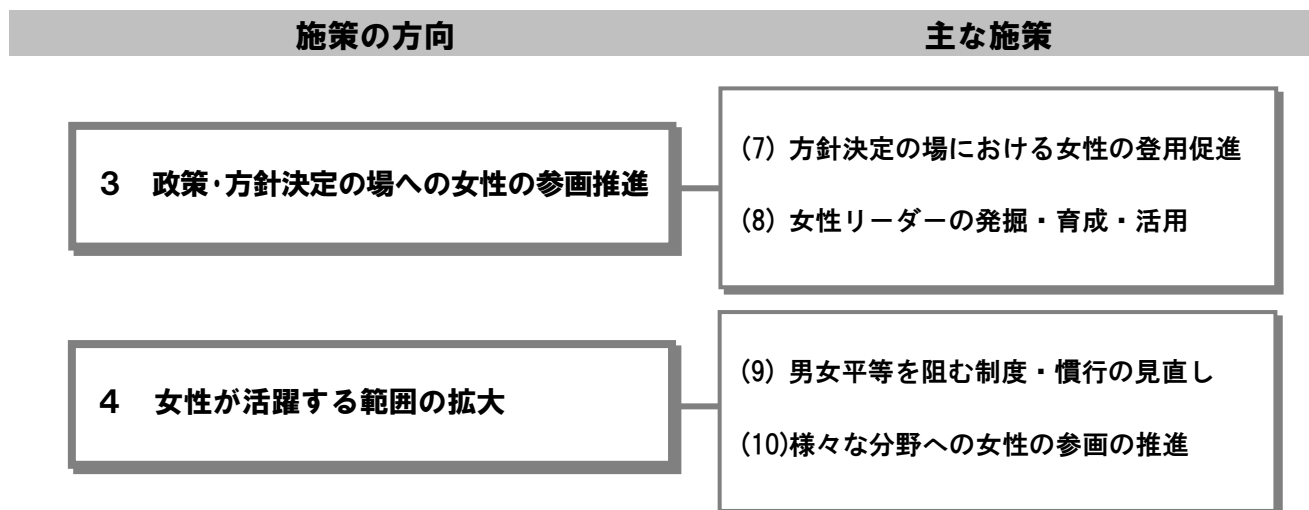 施策の方向
主な施策
3 政策・方針決定の場への女性の参画推進
(7) 方針決定の場における女性の登用促進
(8) 女性リーダーの発掘・育成・活用
4 女性が活躍する範囲の拡大
(9) 男女平等を阻む制度・慣行の見直し
(10)様々な分野への女性の参画の推進